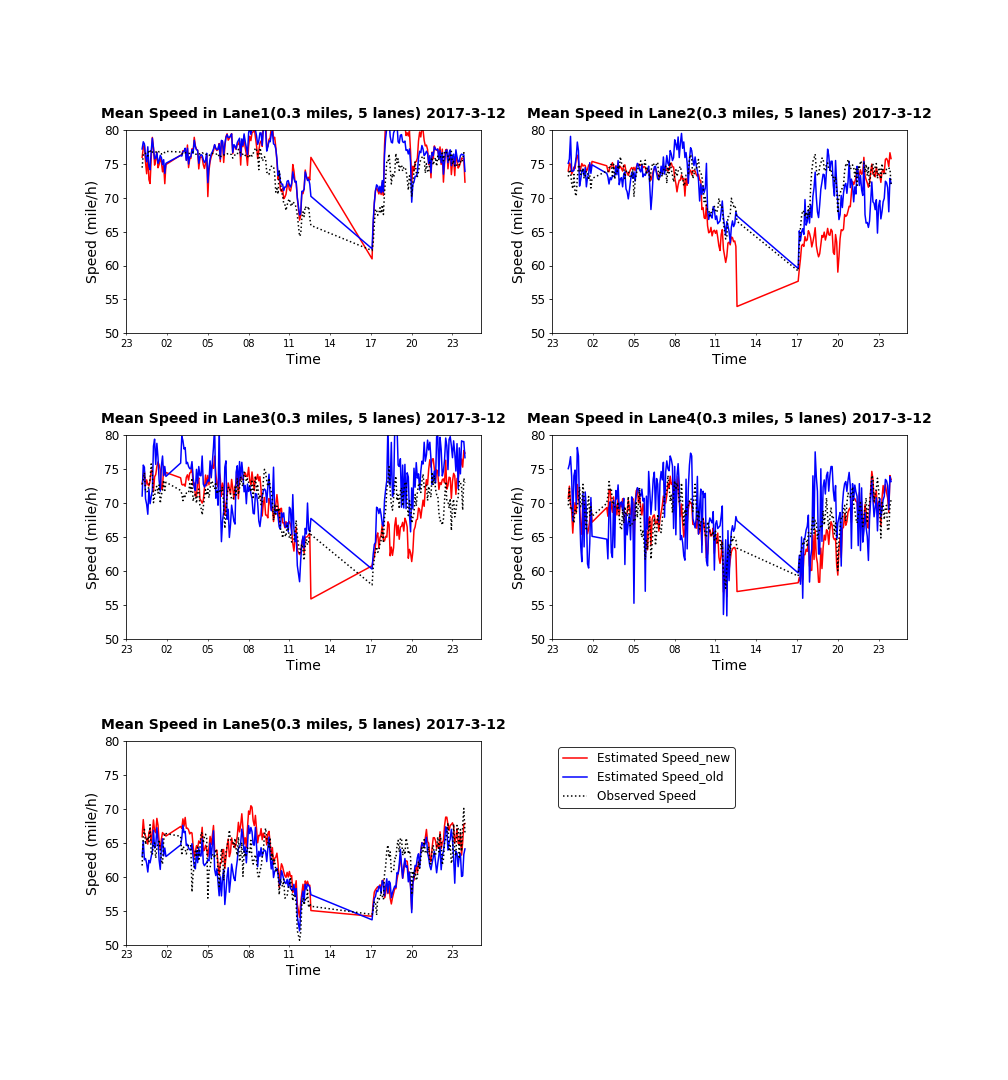 Mean Speed in Lane1(0.3 miles, 5 lanes) 2017-3-12
80
75
70
65
60
55
50
Speed (mile/h)
23 02 05 08 11 14 17 20 23
Time
Mean Speed in Lane2(0.3 miles, 5 lanes) 2017-3-12
80
75
70
65
60
55
50
Speed (mile/h)
23 02 05 08 11 14 17 20 23
Time
Mean Speed in Lane3(0.3 miles, 5 lanes) 2017-3-12
80
75
70
65
60
55
50
Speed (mile/h)
23 02 05 08 11 14 17 20 23
Time
Mean Speed in Lane4(0.3 miles, 5 lanes) 2017-3-12
80
75
70
65
60
55
50
Speed (mile/h)
23 02 05 08 11 14 17 20 23
Time
Mean Speed in Lane5(0.3 miles, 5 lanes) 2017-3-12
80
75
70
65
60
55
50
Speed (mile/h)
23 02 05 08 11 14 17 20 23
Time
Estimated Speed_new
Estimated Speed_old
Observed Speed